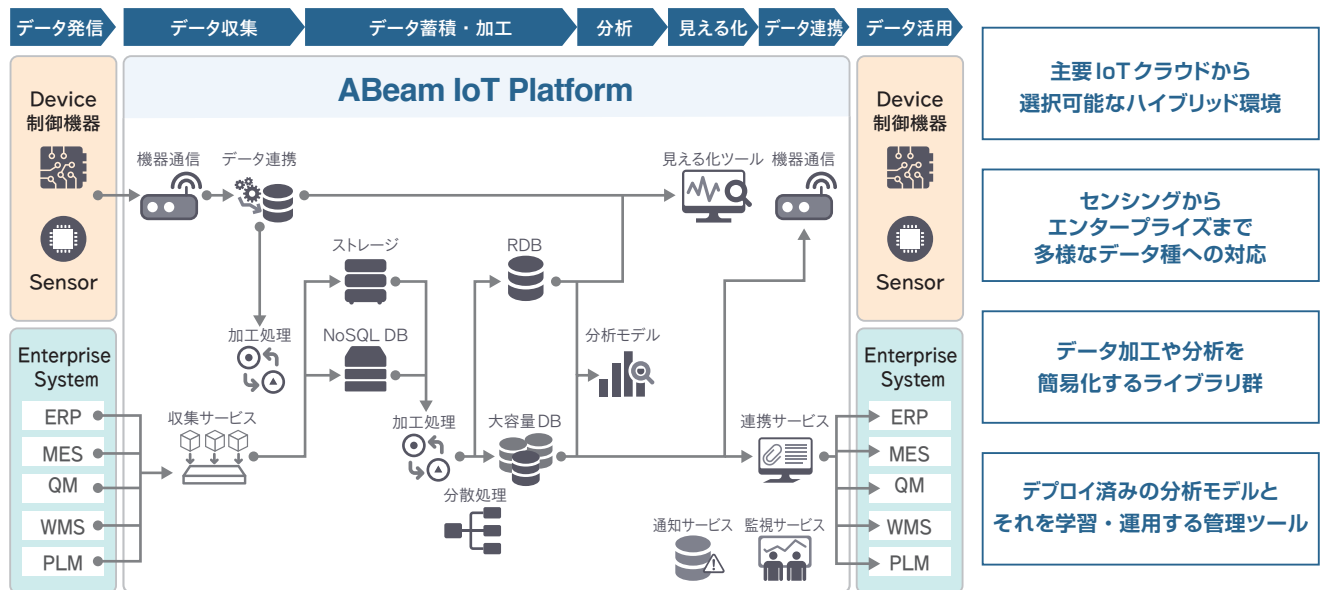 データ発信
データ収集
データ蓄積・加工
分析
見える化
データ連携
データ活用
ABeam IoT Platform
Device
制御機器
Sensor
Enterprise
System
ERP
MES
QM
WMS
PLM
機器通信
データ連携
加工処理
収集サービス
ストレージ
NoSQL DB
加工処理
分散処理
RDB
大容量DB
分析モデル
見える化ツール
機器通信
連携サービス
通知サービス
監視サービス
Device
制御機器
Sensor
Enterprise
System
ERP
MES
QM
WMS
PLM
主要IoTクラウドから
選択可能なハイブリッド環境
センシングから
エンタープライズまで
多様なデータ種への対応
データ加工や分析を
簡易化するライブラリ群
デプロイ済みの分析モデルと
それを学習・運用する管理ツール